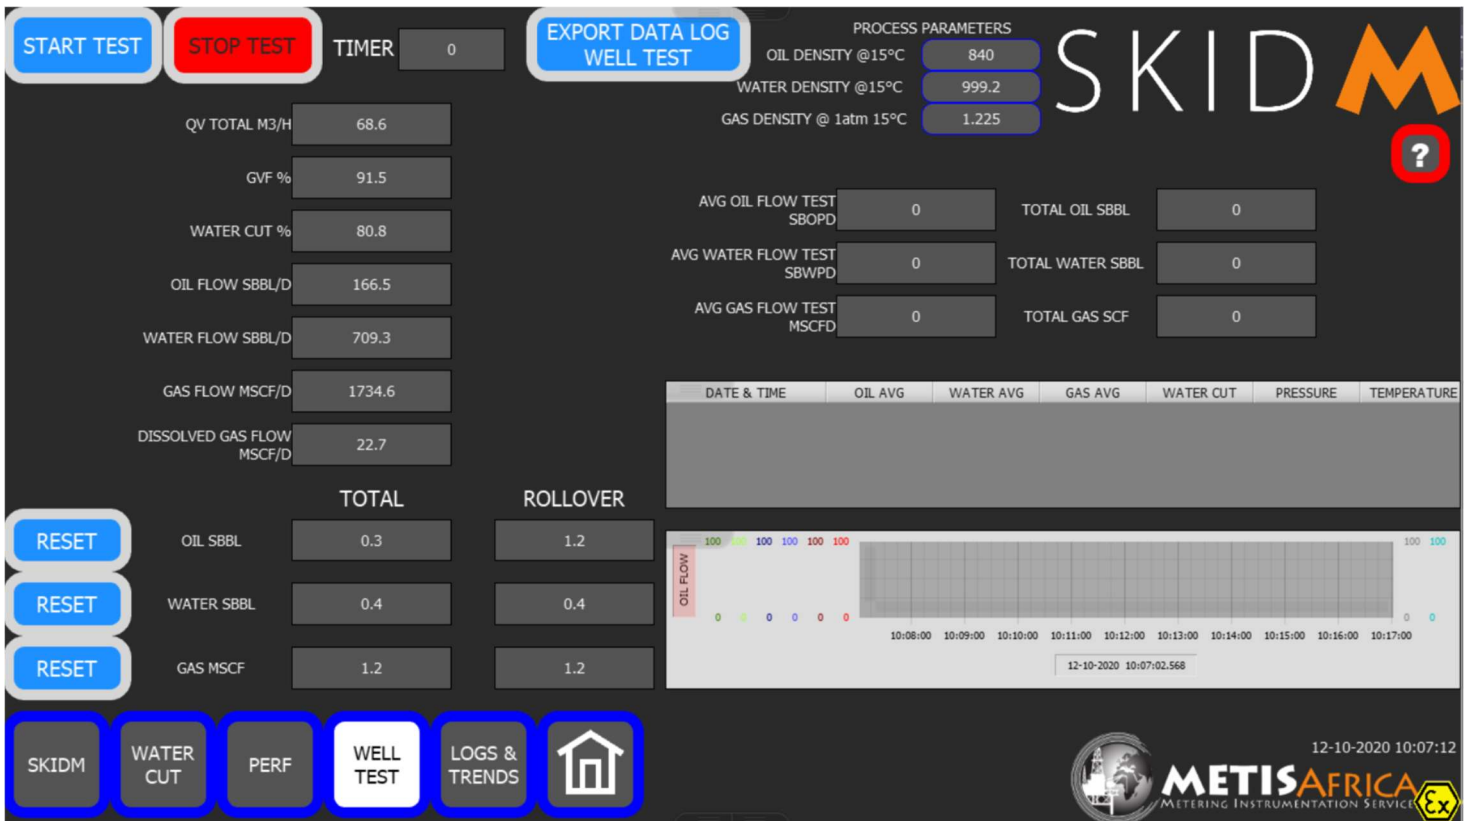 START TEST
STOP TEST
TIMER 0
EXPORT DATA LOG
WELL TEST
PROCESS PARAMETERS
OIL DENSITY @15°C 840
WATER DENSITY @15°C 999.2
GAS DENSITY @ 1atm 15°C 1.225
SKIDM
?
QV TOTAL M3/H 68.6
GVF % 91.5
WATER CUT % 80.8
OIL FLOW SBBL/D 166.5
WATER FLOW SBBL/D 709.3
GAS FLOW MSCF/D 1734.6
DISSOLVED GAS FLOW
MSCF/D 22.7
AVG OIL FLOW TEST
SBOPD 0 TOTAL OIL SBBL 0
AVG WATER FLOW TEST
SBWPD 0 TOTAL WATER SBBL 0
AVG GAS FLOW TEST
MSCFD 0 TOTAL GAS SCF 0
DATE & TIME OIL AVG WATER AVG GAS AVG WATER CUT PRESSURE TEMPERATURE
TOTAL ROLLOVER
RESET OIL SBBL 0.3 1.2
RESET WATER SBBL 0.4 0.4
RESET GAS MSCF 1.2 1.2
OIL FLOW
100 100 100 100 100 100 100
0 0 0 0 0 0 0
10:08:00 10:09:00 10:10:00 10:11:00 10:12:00 10:13:00 10:14:00 10:15:00 10:16:00 10:17:00
12-10-2020 10:07:02.568
SKIDM
WATER
CUT
PERF
WELL
TEST
LOGS &
TRENDS
12-10-2020 10:07:12
METISAFRICA
METERING INSTRUMENTATION SERVICE
Ex